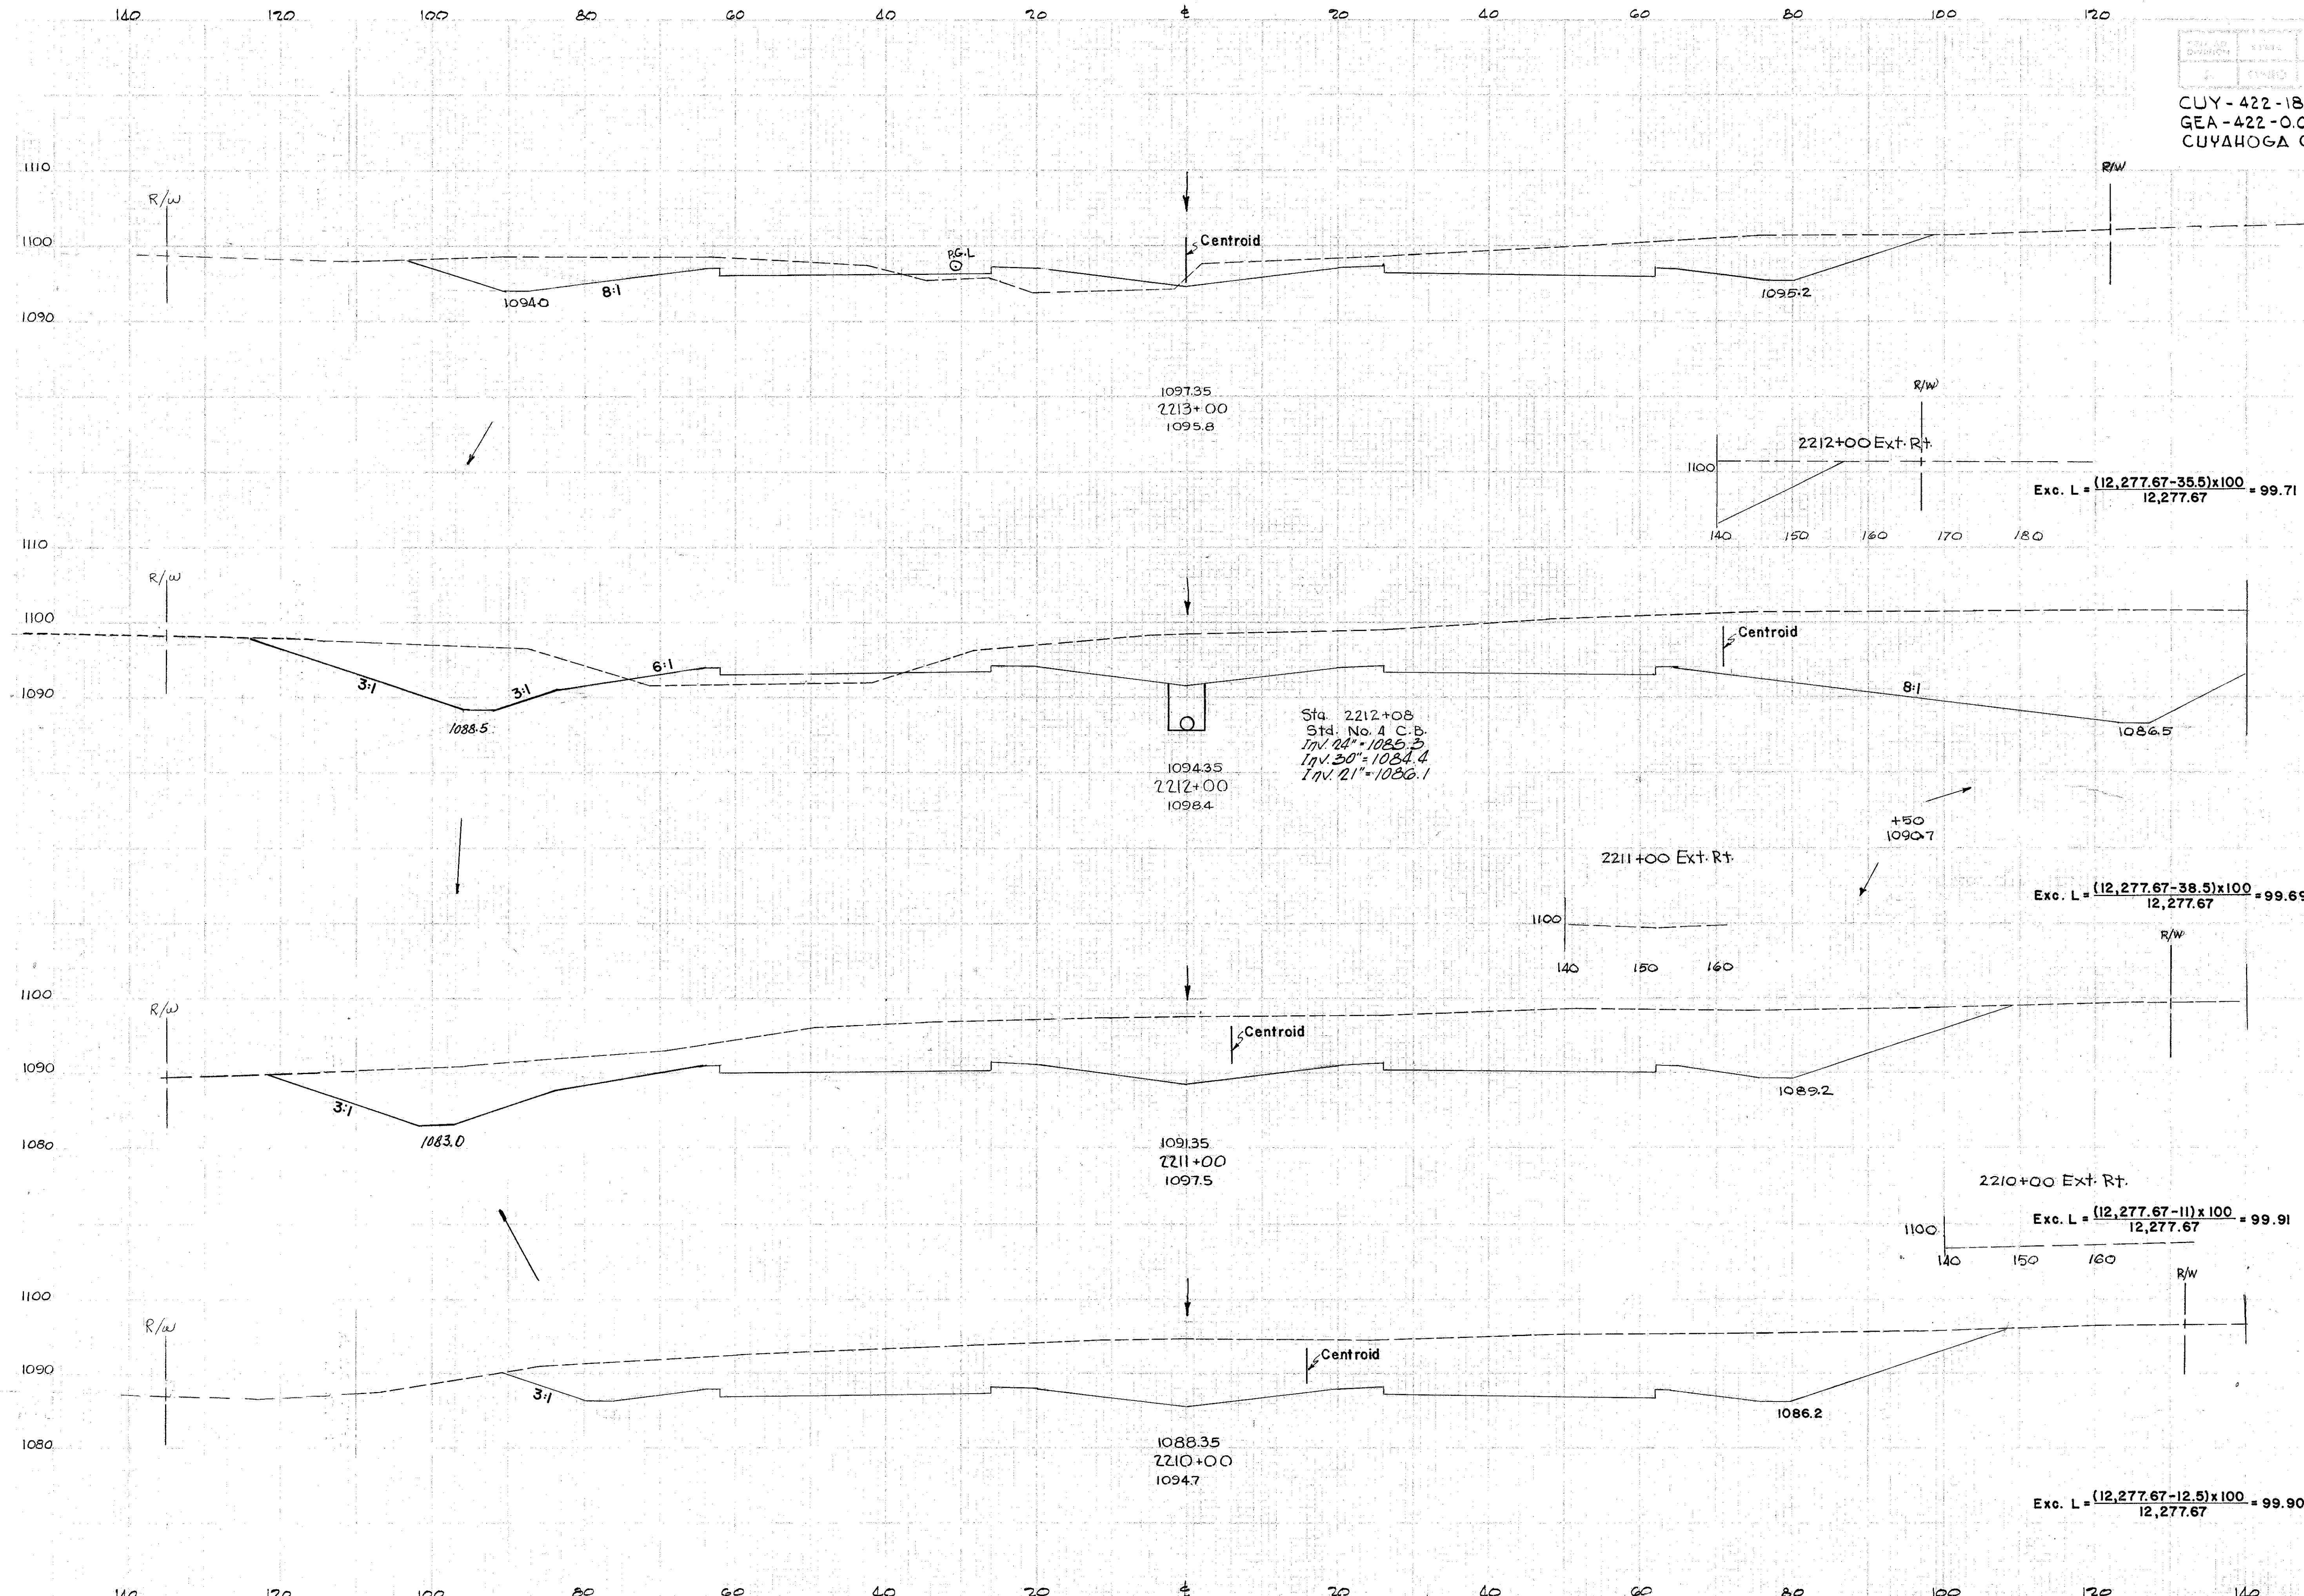 140 120 100 80 60 40 20 ℄ 20 40 60 80 100 120
CUY-422-18
GEA-422-0.0
CUYAHOGA
1110
R/W
R/W
1100
P.G.L
Centroid
1094.0
8:1
1095.2
1090
1097.35
2213+00
1095.8
R/W
2212+00 Ext. Rt.
1100
Exc. L = (12,277.67-35.5)x100 = 99.71
12,277.67
140 150 160 170 180
1110
R/W
1100
Centroid
6:1
3:1
3:1
8:1
1090
1088.5
1086.5
Sta. 2212+08
Std. No. 4 C.B.
Inv. 24" = 1085.3
Inv. 30" = 1084.4
Inv. 21" = 1086.1
1094.35
2212+00
1098.4
+50
1090.7
2211+00 Ext. Rt.
1100
Exc. L = (12,277.67-38.5)x100 = 99.69
12,277.67
140 150 160
R/W
1100
R/W
Centroid
1090
3:1
1089.2
1083.0
1080
1091.35
2211+00
1097.5
2210+00 Ext. Rt.
Exc. L = (12,277.67-11)x100 = 99.91
12,277.67
1100
140 150 160
R/W
1100
R/W
Centroid
1090
3:1
1086.2
1080
1088.35
2210+00
1094.7
Exc. L = (12,277.67-12.5)x100 = 99.90
12,277.67
140 120 100 80 60 40 20 ℄ 20 40 60 80 100 120 140